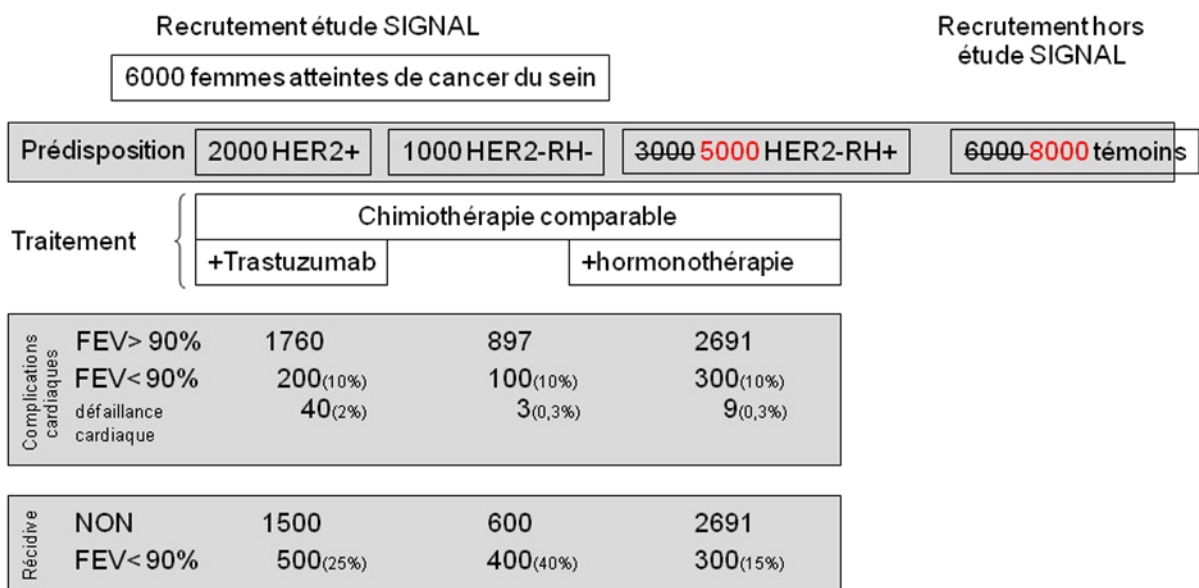 Recrutement étude SIGNAL
Recrutement hors
étude SIGNAL
6000 femmes atteintes de cancer du sein
Prédisposition 2000 HER2+ 1000 HER2-RH- 3000 5000 HER2-RH+ 6000 8000 témoins
Chimiothérapie comparable
Traitement
+Trastuzumab +hormonothérapie
Complications
cardiaques
FEV> 90% 1760 897 2691
FEV< 90% 200(10%) 100(10%) 300(10%)
défaillance 40(2%) 3(0,3%) 9(0,3%)
cardiaque
Récidive
NON 1500 600 2691
FEV< 90% 500(25%) 400(40%) 300(15%)